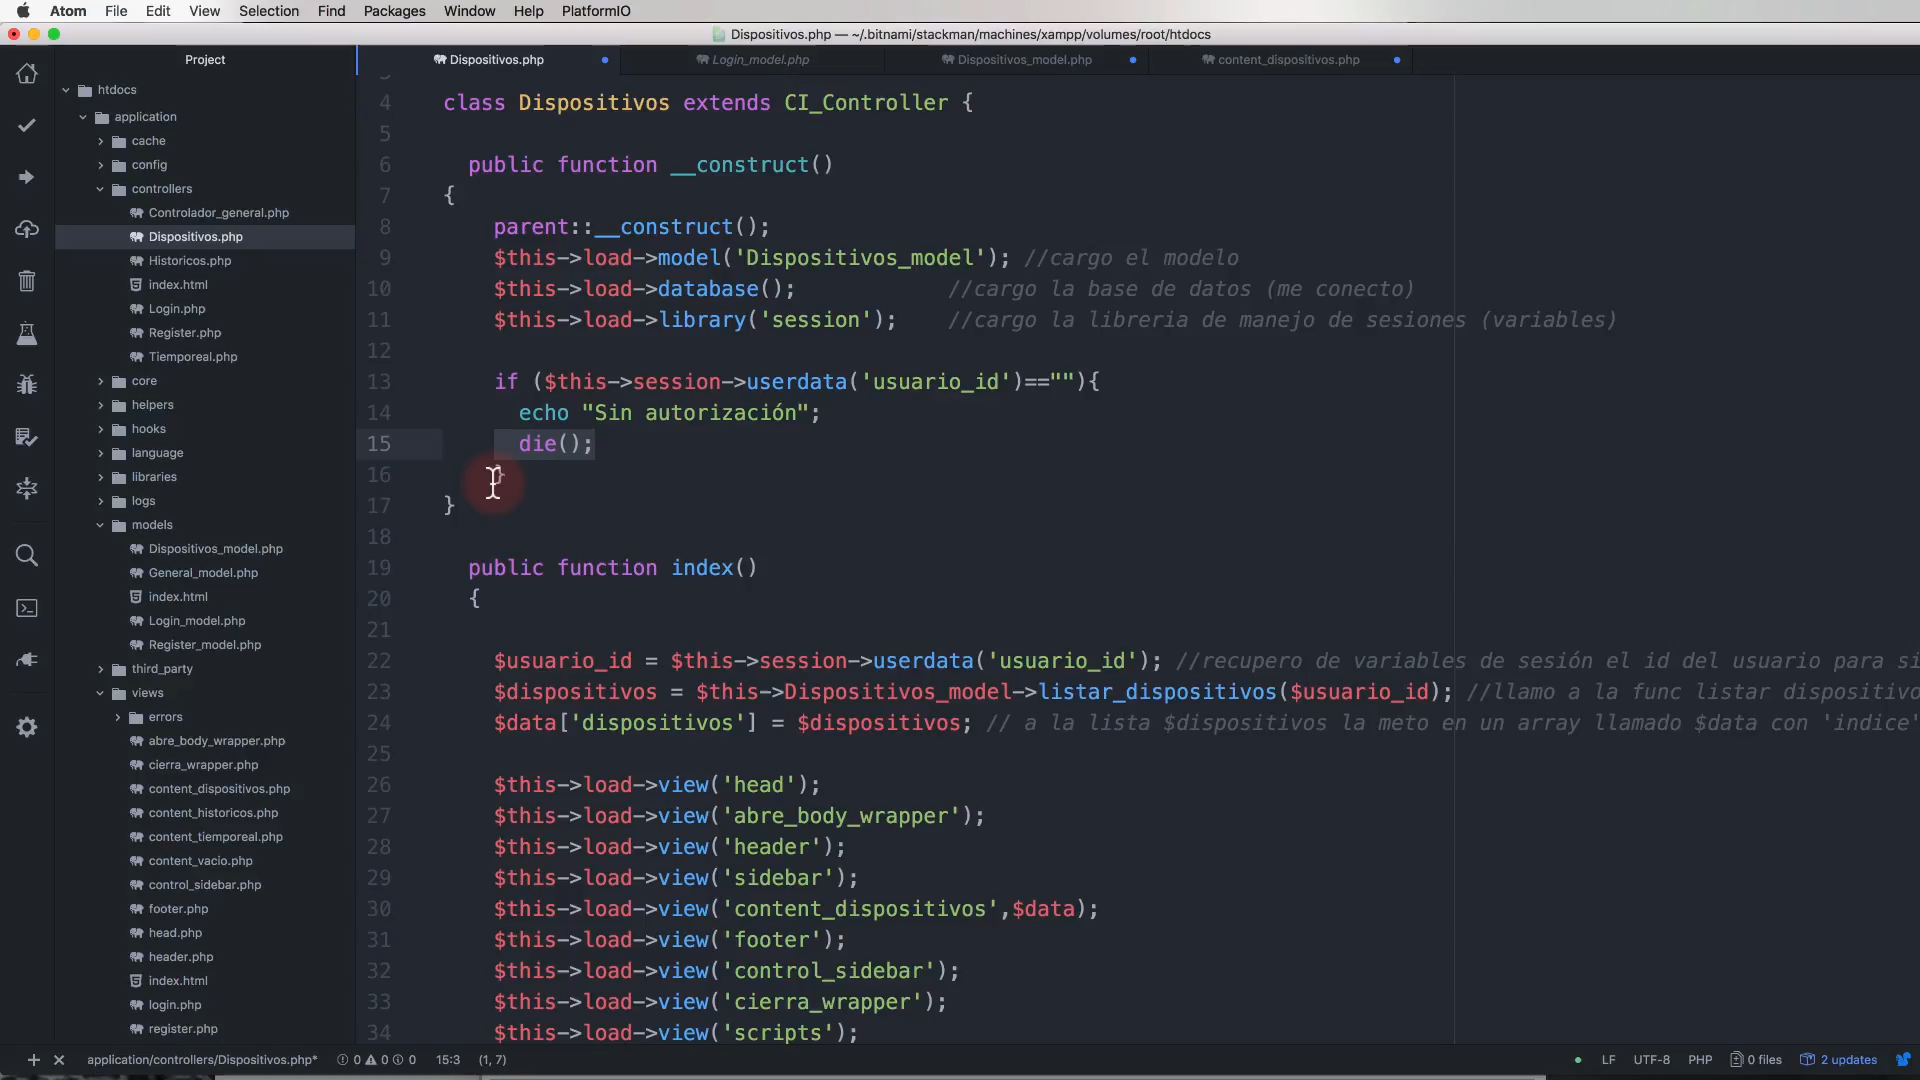 Atom File Edit View Selection Find Packages Window Help PlatformIO
Dispositivos.php — ~/.bitnami/stackman/machines/xampp/volumes/root/htdocs
Project
Dispositivos.php
Login_model.php
Dispositivos_model.php
content_dispositivos.php
htdocs
application
cache
config
controllers
Controlador_general.php
Dispositivos.php
Historicos.php
index.html
Login.php
Register.php
Tiemporeal.php
core
helpers
hooks
language
libraries
logs
models
Dispositivos_model.php
General_model.php
index.html
Login_model.php
Register_model.php
third_party
views
errors
abre_body_wrapper.php
cierra_wrapper.php
content_dispositivos.php
content_historicos.php
content_tiemporeal.php
content_vacio.php
control_sidebar.php
footer.php
head.php
header.php
index.html
login.php
register.php
4 class Dispositivos extends CI_Controller {
5
6 public function __construct()
7 {
8 parent::__construct();
9 $this->load->model('Dispositivos_model'); //cargo el modelo
10 $this->load->database(); //cargo la base de datos (me conecto)
11 $this->load->library('session'); //cargo la libreria de manejo de sesiones (variables)
12
13 if ($this->session->userdata('usuario_id')==""){
14 echo "Sin autorización";
15 die();
16 }
17 }
18
19 public function index()
20 {
21
22 $usuario_id = $this->session->userdata('usuario_id'); //recupero de variables de sesión el id del usuario para si
23 $dispositivos = $this->Dispositivos_model->listar_dispositivos($usuario_id); //llamo a la func listar dispositivo
24 $data['dispositivos'] = $dispositivos; // a la lista $dispositivos la meto en un array llamado $data con 'indice'
25
26 $this->load->view('head');
27 $this->load->view('abre_body_wrapper');
28 $this->load->view('header');
29 $this->load->view('sidebar');
30 $this->load->view('content_dispositivos',$data);
31 $this->load->view('footer');
32 $this->load->view('control_sidebar');
33 $this->load->view('cierra_wrapper');
34 $this->load->view('scripts');
application/controllers/Dispositivos.php* 0 0 0 15:3 (1, 7) LF UTF-8 PHP 0 files 2 updates